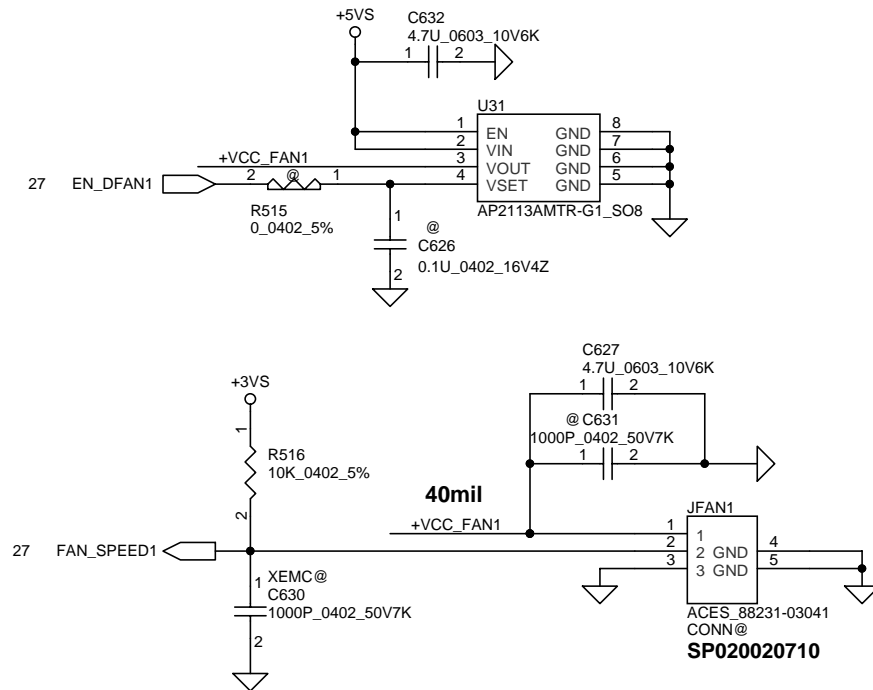 +5VS
C632
4.7U_0603_10V6K
1 2
U31
1 EN GND 8
2 VIN GND 7
+VCC_FAN1 3 VOUT GND 6
27 EN_DFAN1 2 @ 1 4 VSET GND 5
R515
0_0402_5%
AP2113AMTR-G1_SO8
1
@
C626
0.1U_0402_16V4Z
2
C627
4.7U_0603_10V6K
1 2
+3VS
@ C631
1000P_0402_50V7K
1 2
1
R516
10K_0402_5%
2
40mil
JFAN1
+VCC_FAN1 1 1
27 FAN_SPEED1 2 2 GND 4
3 3 GND 5
1 XEMC@
C630
1000P_0402_50V7K
2
ACES_88231-03041
CONN@
SP020020710